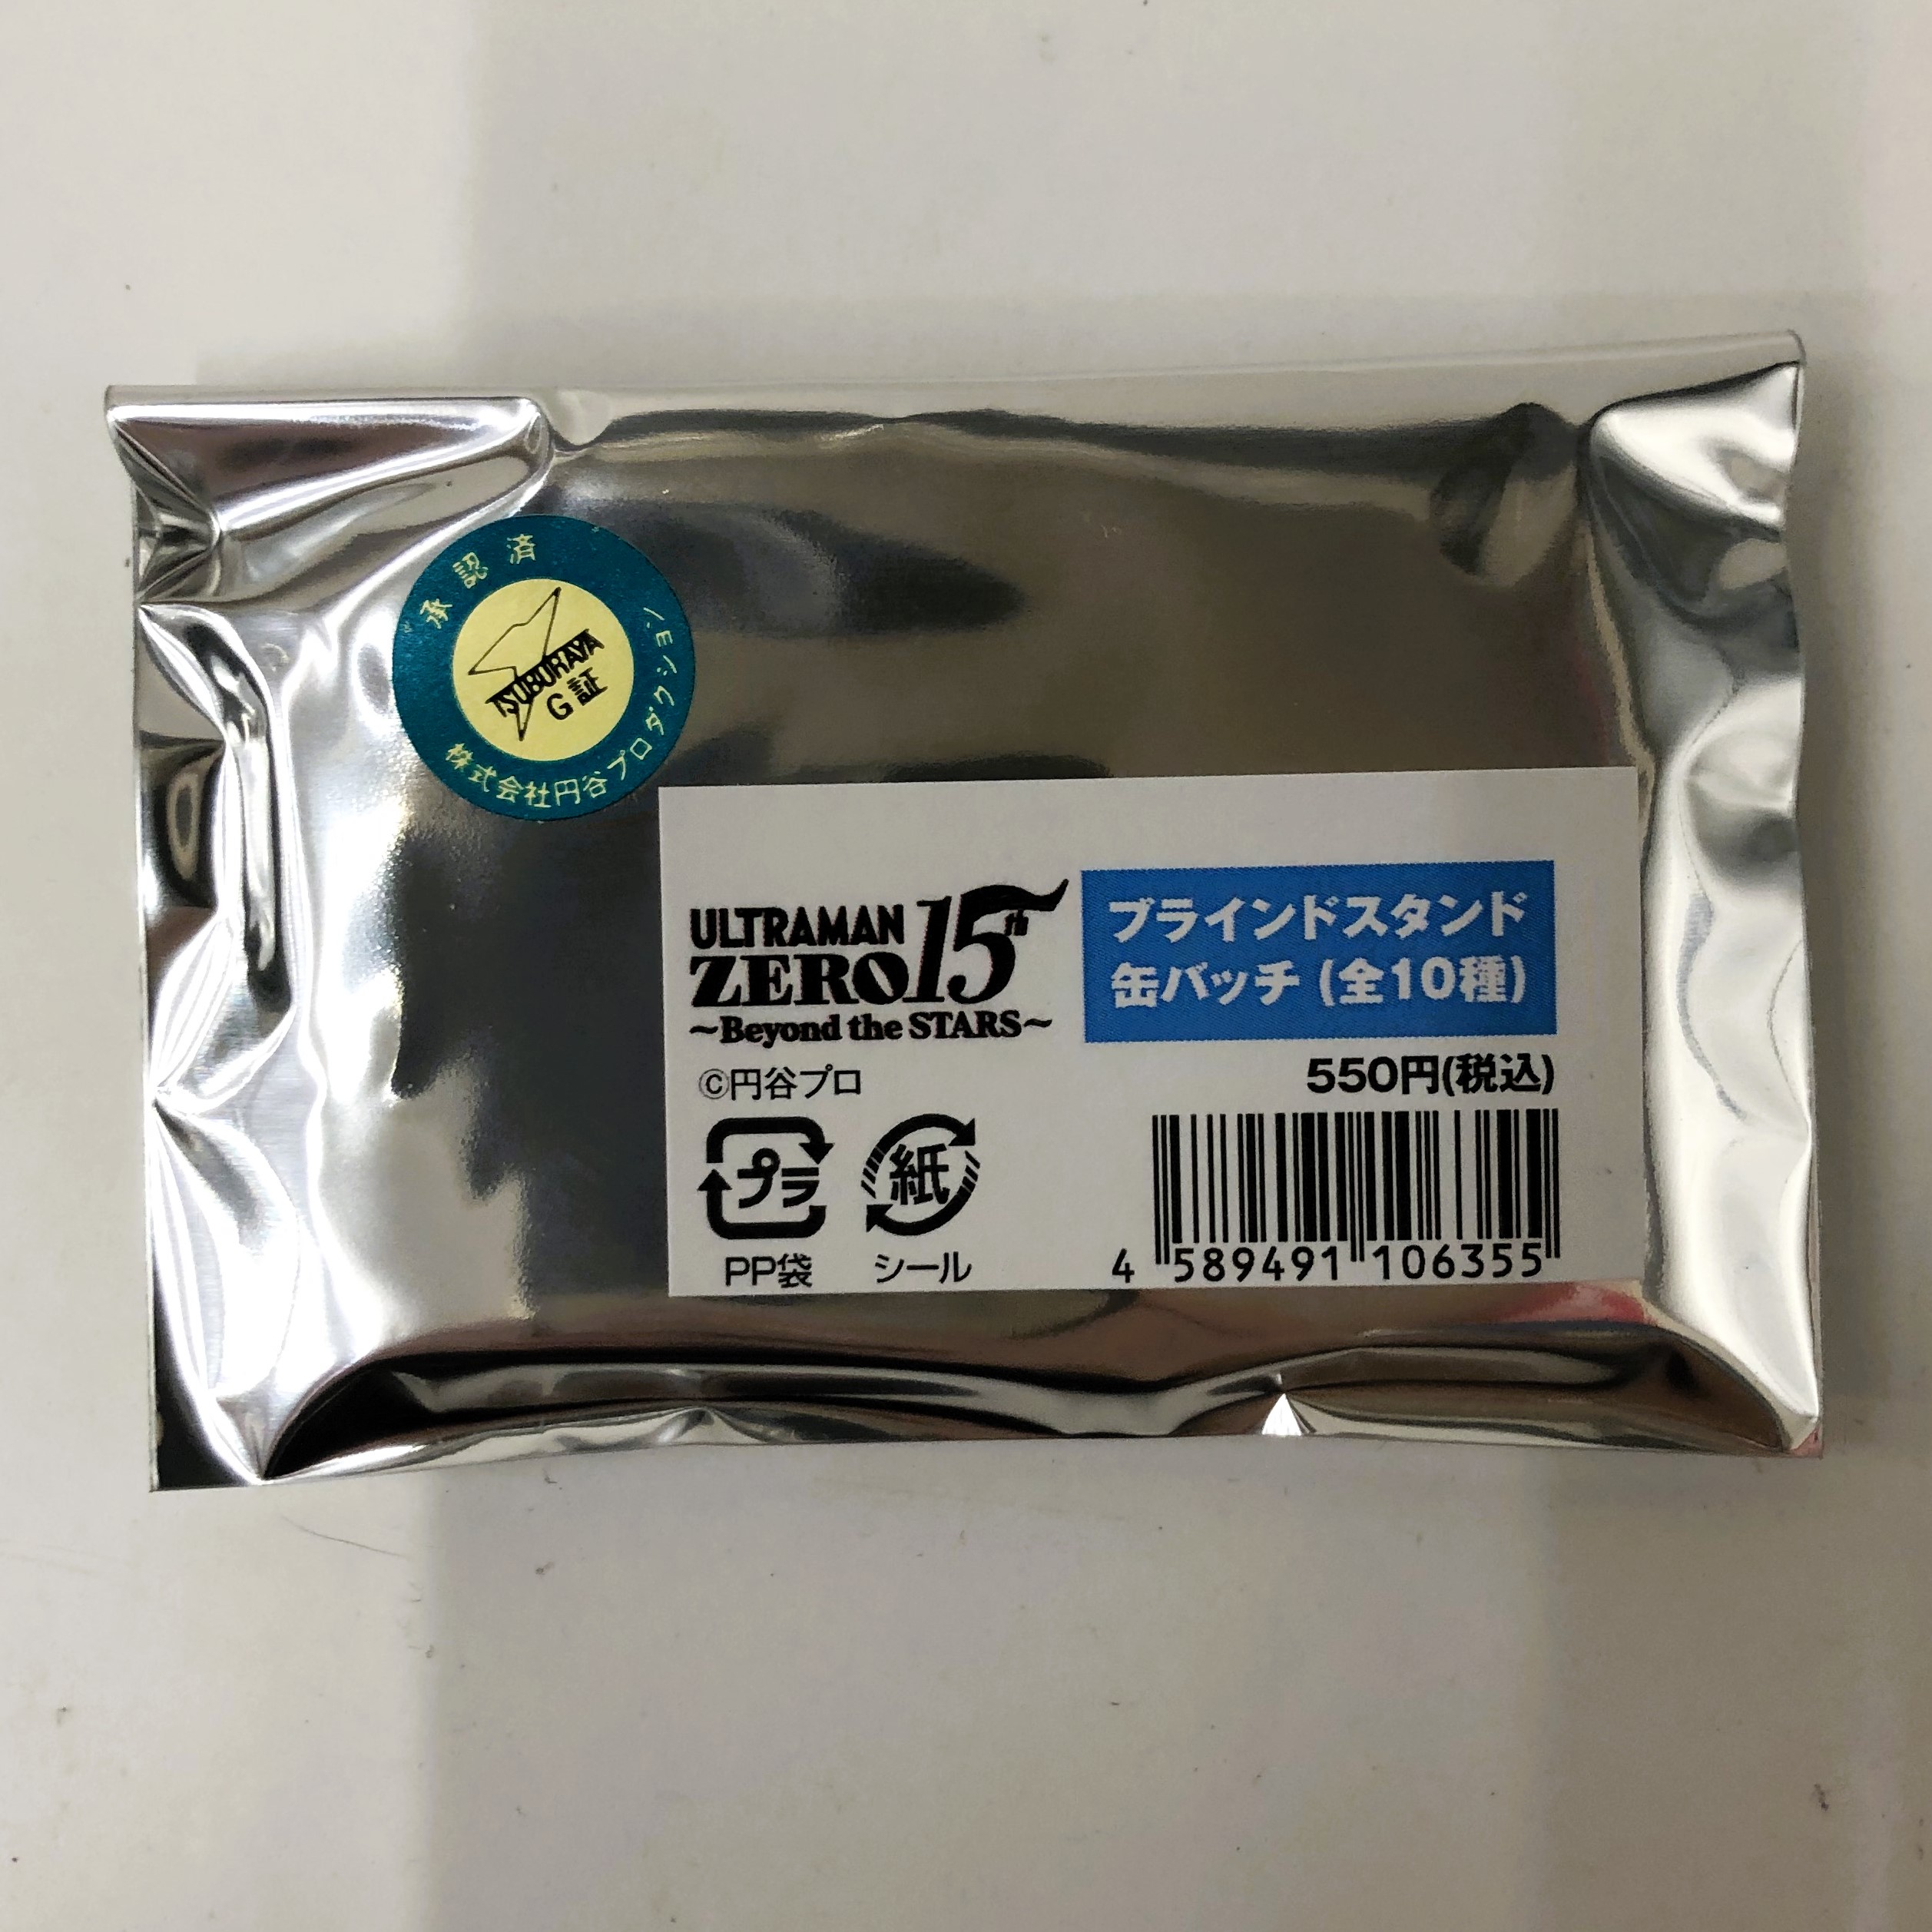 承認済
TSUBURAYA
G証
株式会社円谷プロダクション
ULTRAMAN
ZERO 15th
～Beyond the STARS～
ブラインドスタンド
缶バッチ (全10種)
©円谷プロ
550円(税込)
プラ
紙
PP袋
シール
4 589491 106355